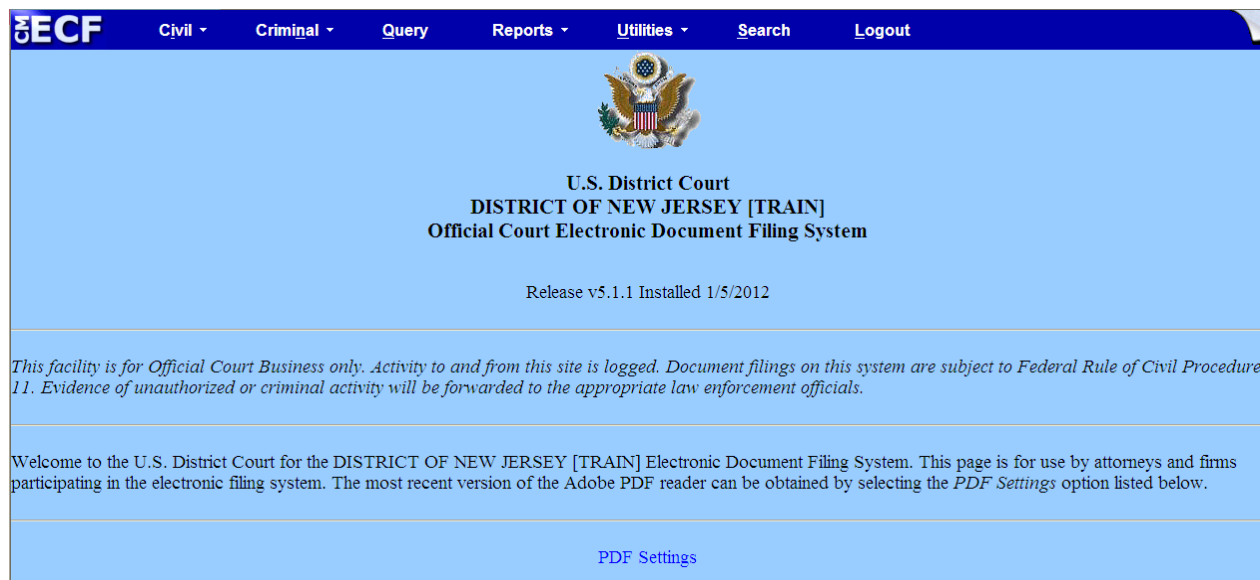 CM ECF Civil Criminal Query Reports Utilities Search Logout
U.S. District Court
DISTRICT OF NEW JERSEY [TRAIN]
Official Court Electronic Document Filing System
Release v5.1.1 Installed 1/5/2012
This facility is for Official Court Business only. Activity to and from this site is logged. Document filings on this system are subject to Federal Rule of Civil Procedure
11. Evidence of unauthorized or criminal activity will be forwarded to the appropriate law enforcement officials.
Welcome to the U.S. District Court for the DISTRICT OF NEW JERSEY [TRAIN] Electronic Document Filing System. This page is for use by attorneys and firms
participating in the electronic filing system. The most recent version of the Adobe PDF reader can be obtained by selecting the PDF Settings option listed below.
PDF Settings